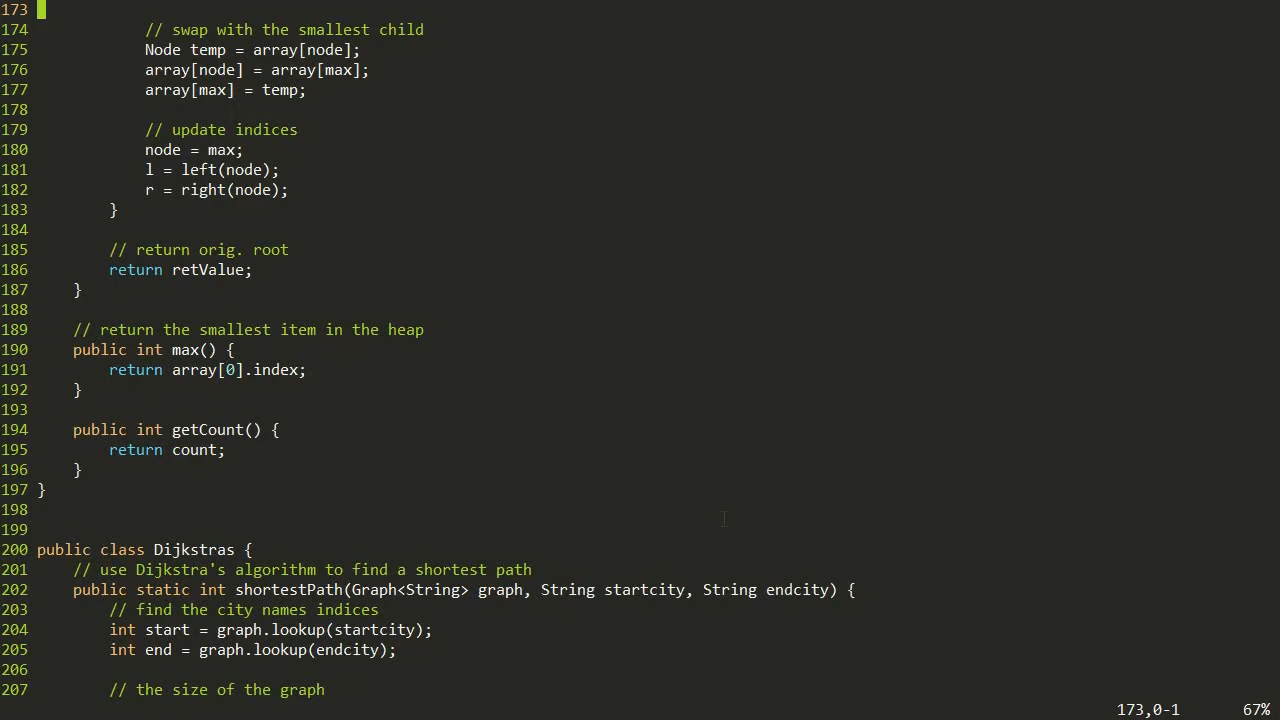 173
174             // swap with the smallest child
175             Node temp = array[node];
176             array[node] = array[max];
177             array[max] = temp;
178
179             // update indices
180             node = max;
181             l = left(node);
182             r = right(node);
183         }
184
185         // return orig. root
186         return retValue;
187     }
188
189     // return the smallest item in the heap
190     public int max() {
191         return array[0].index;
192     }
193
194     public int getCount() {
195         return count;
196     }
197 }
198
199
200 public class Dijkstras {
201     // use Dijkstra's algorithm to find a shortest path
202     public static int shortestPath(Graph<String> graph, String startcity, String endcity) {
203         // find the city names indices
204         int start = graph.lookup(startcity);
205         int end = graph.lookup(endcity);
206
207         // the size of the graph
173,0-1 67%